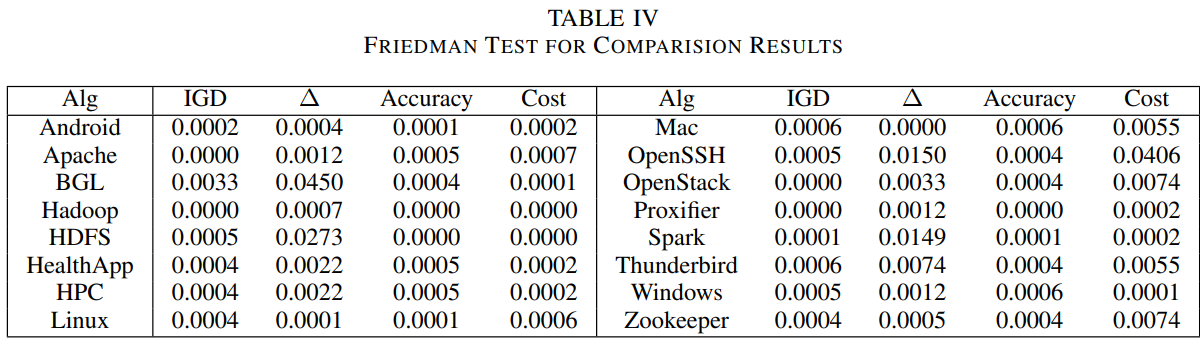 TABLE IV
FRIEDMAN TEST FOR COMPARISION RESULTS
Alg IGD Δ Accuracy Cost Alg IGD Δ Accuracy Cost
Android 0.0002 0.0004 0.0001 0.0002 Mac 0.0006 0.0000 0.0006 0.0055
Apache 0.0000 0.0012 0.0005 0.0007 OpenSSH 0.0005 0.0150 0.0004 0.0406
BGL 0.0033 0.0450 0.0004 0.0001 OpenStack 0.0000 0.0033 0.0004 0.0074
Hadoop 0.0000 0.0007 0.0000 0.0000 Proxifier 0.0000 0.0012 0.0000 0.0002
HDFS 0.0005 0.0273 0.0000 0.0000 Spark 0.0001 0.0149 0.0001 0.0002
HealthApp 0.0004 0.0022 0.0005 0.0002 Thunderbird 0.0006 0.0074 0.0004 0.0055
HPC 0.0004 0.0022 0.0005 0.0002 Windows 0.0005 0.0012 0.0006 0.0001
Linux 0.0004 0.0001 0.0001 0.0006 Zookeeper 0.0004 0.0005 0.0004 0.0074